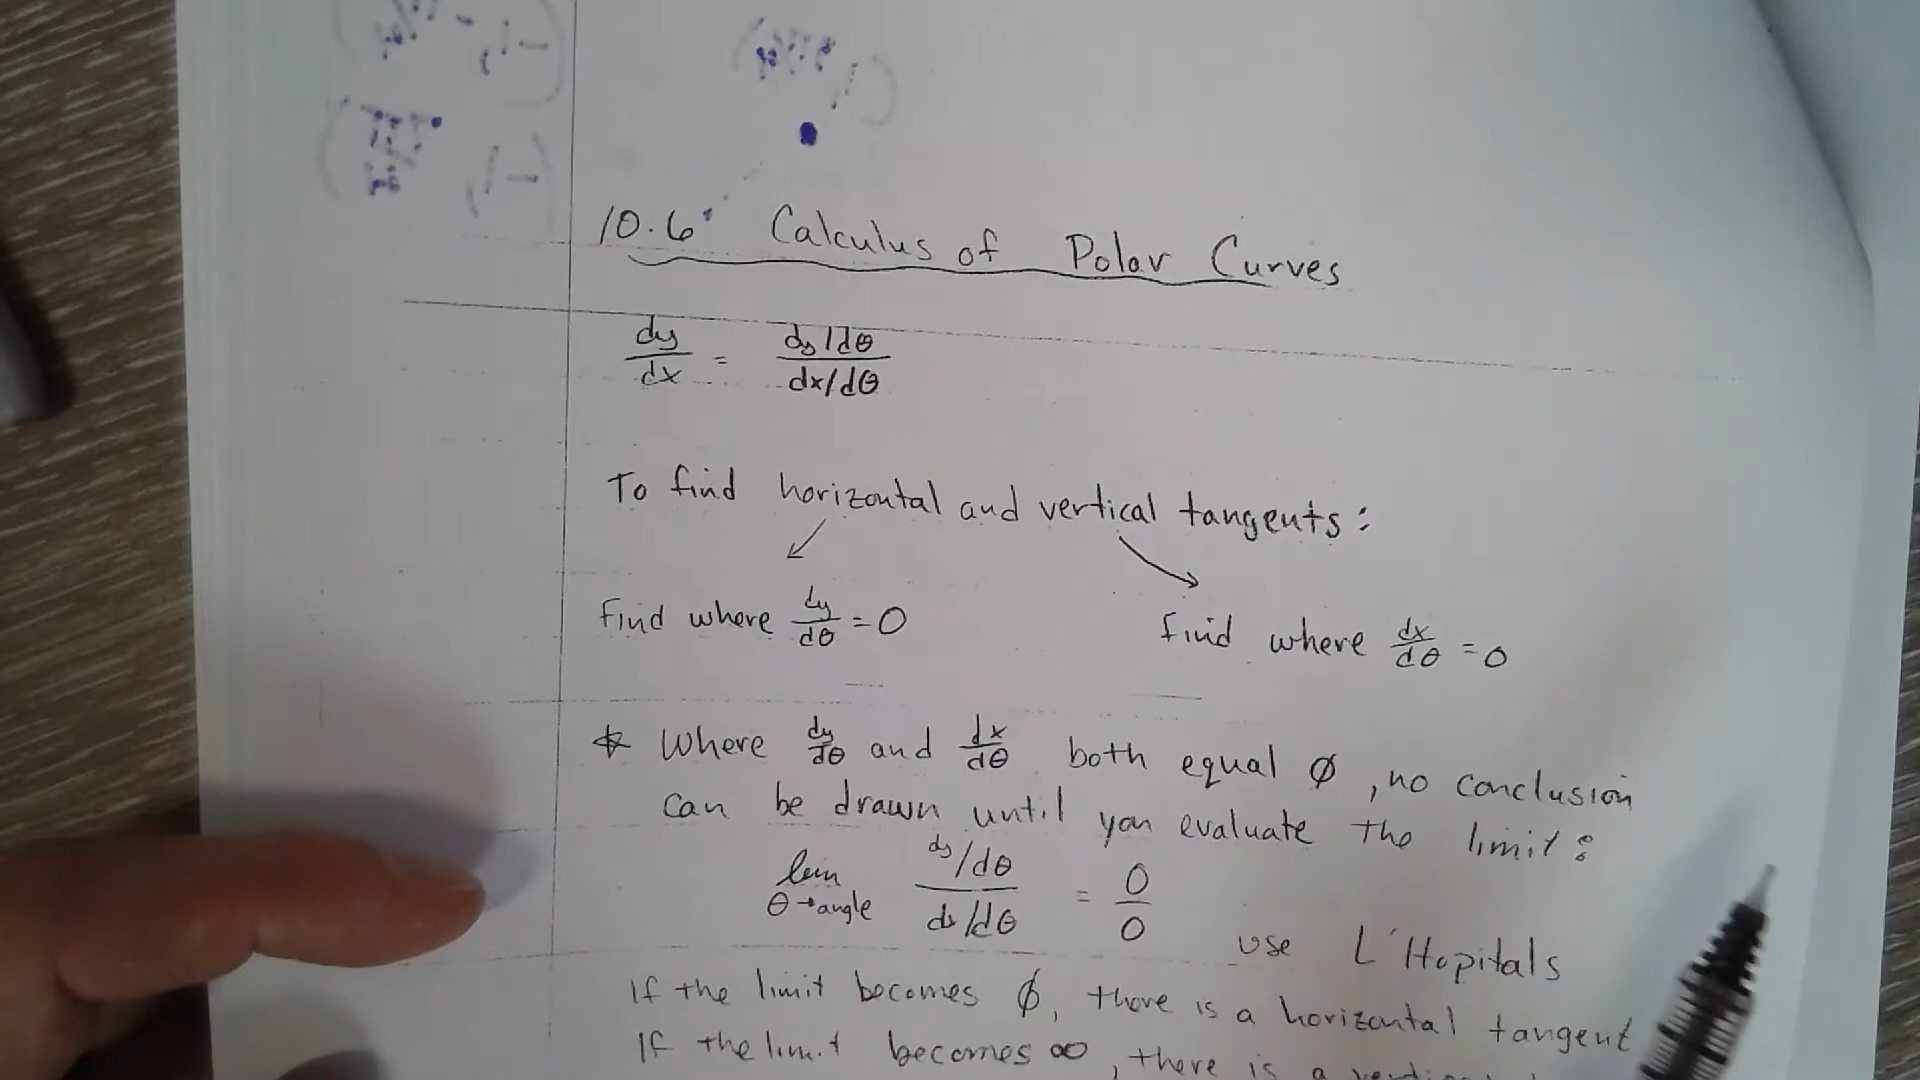 10.6 Calculus of Polar Curves
dy/dx = (dy/dθ)/(dx/dθ)
To find horizontal and vertical tangents:
find where dy/dθ = 0
find where dx/dθ = 0
* Where dy/dθ and dx/dθ both equal ∅, no conclusion
can be drawn until you evaluate the limit:
lim θ→angle (dy/dθ)/(dx/dθ) = 0/0
use L'Hopitals
If the limit becomes ∅, there is a horizontal tangent
If the limit becomes ∞, there is a